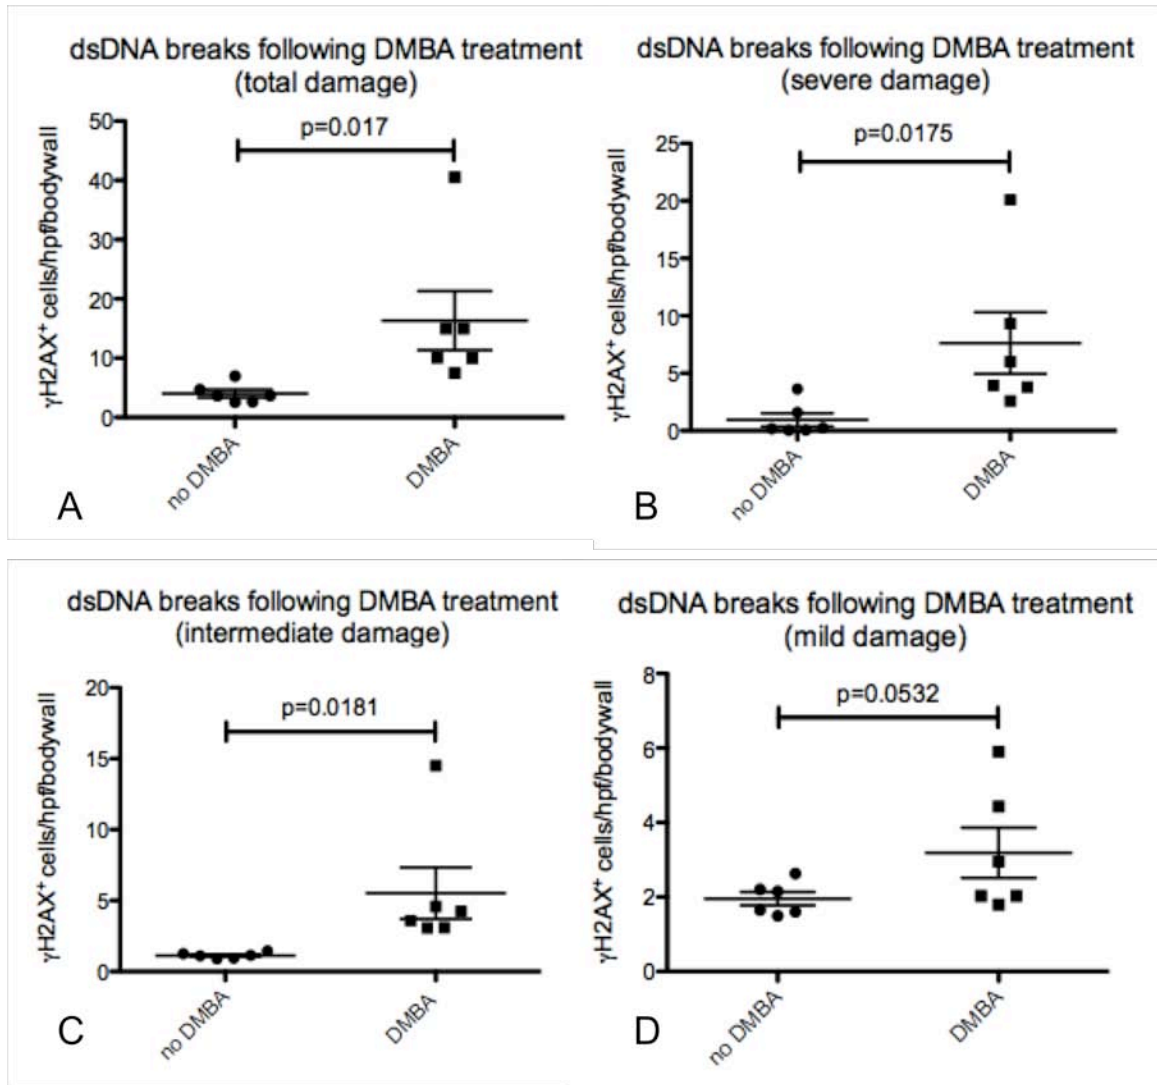 dsDNA breaks following DMBA treatment
(total damage)
p=0.017
50
40
30
20
10
0
γH2AX⁺ cells/hpf/bodywall
no DMBA
DMBA
A
dsDNA breaks following DMBA treatment
(severe damage)
p=0.0175
25
20
15
10
5
0
γH2AX⁺ cells/hpf/bodywall
no DMBA
DMBA
B
dsDNA breaks following DMBA treatment
(intermediate damage)
p=0.0181
20
15
10
5
0
γH2AX⁺ cells/hpf/bodywall
no DMBA
DMBA
C
dsDNA breaks following DMBA treatment
(mild damage)
p=0.0532
8
6
4
2
0
γH2AX⁺ cells/hpf/bodywall
no DMBA
DMBA
D